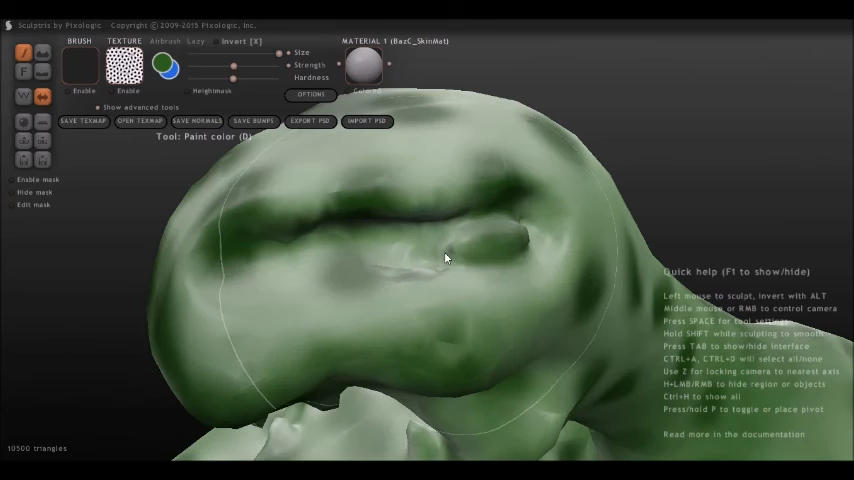 Sculptris by Pixologic Copyright © 2009-2015 Pixologic, Inc.
BRUSH TEXTURE Airbrush Lazy Invert [X] MATERIAL 1 (BazC_SkinMat)
Size
Strength
Hardness
Enable Enable Heightmask
OPTIONS
Show advanced tools
SAVE TEXMAP OPEN TEXMAP SAVE NORMALS SAVE BUMPS EXPORT PSD IMPORT PSD
Tool: Paint color (D)
Enable mask
Hide mask
Edit mask
Quick help (F1 to show/hide)
Left mouse to sculpt, invert with ALT
Middle mouse or RMB to control camera
Press SPACE for tool settings
Hold SHIFT while sculpting to smooth
Press TAB to show/hide interface
CTRL+A, CTRL+D will select all/none
Use Z for locking camera to nearest axis
H+LMB/RMB to hide region or objects
Ctrl+H to show all
Press/hold P to toggle or place pivot
Read more in the documentation
10500 triangles